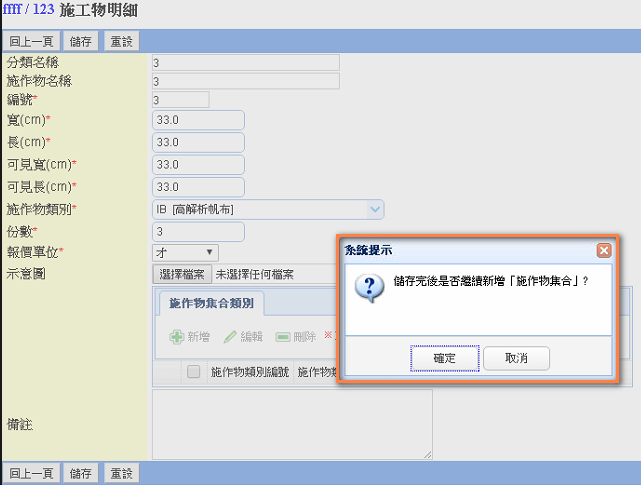 ffff / 123 施工物明細
回上一頁 儲存 重設
分類名稱 3
施作物名稱 3
編號* 3
寬(cm)* 33.0
長(cm)* 33.0
可見寬(cm)* 33.0
可見長(cm)* 33.0
施作物類別* IB [高解析帆布]
份數* 3
報價單位* 才
示意圖 選擇檔案 未選擇任何檔案
系統提示
儲存完後是否繼續新增「施作物集合」?
確定 取消
施作物集合類別
新增 編輯 刪除 ※
施作物類別編號 施作物
備註
回上一頁 儲存 重設